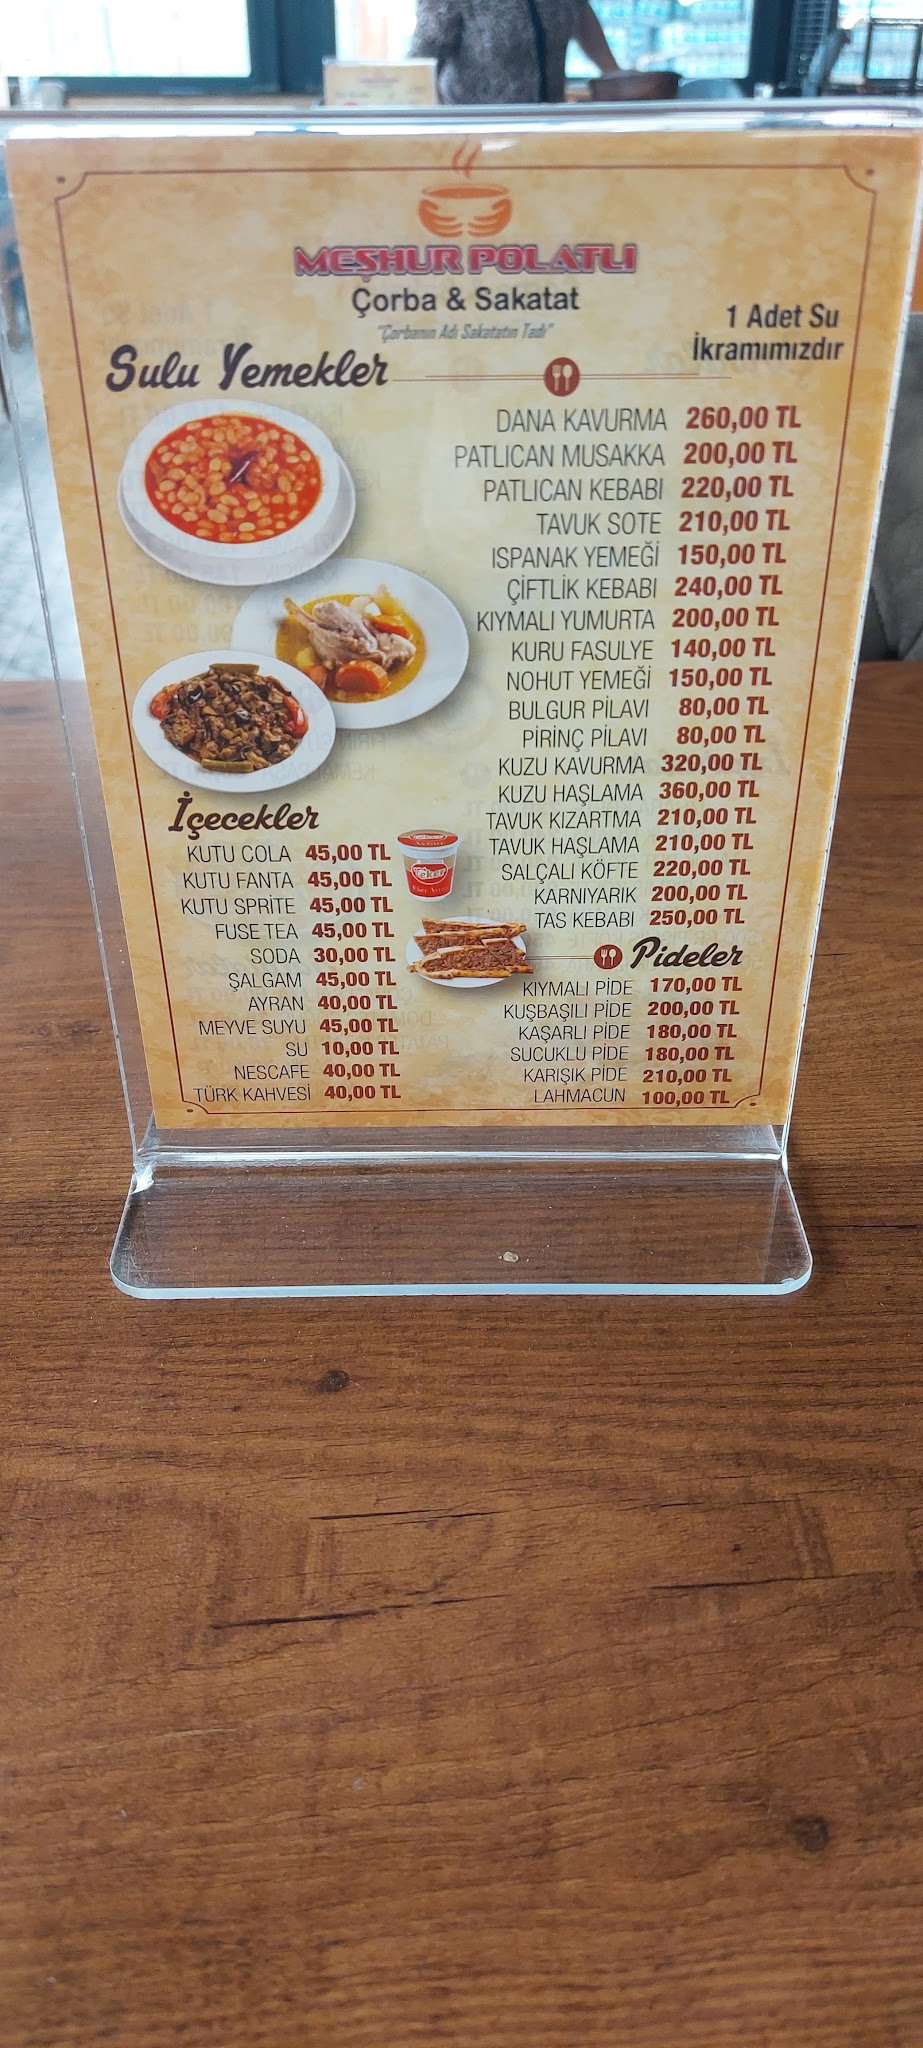 MEŞHUR POLATLI
Çorba & Sakatat
"Çorbanın Adı Sakatatın Tadı"
1 Adet Su
İkramımızdır
Sulu Yemekler
DANA KAVURMA 260,00 TL
PATLICAN MUSAKKA 200,00 TL
PATLICAN KEBABI 220,00 TL
TAVUK SOTE 210,00 TL
ISPANAK YEMEĞİ 150,00 TL
ÇİFTLİK KEBABI 240,00 TL
KIYMALI YUMURTA 200,00 TL
KURU FASULYE 140,00 TL
NOHUT YEMEĞİ 150,00 TL
BULGUR PİLAVI 80,00 TL
PİRİNÇ PİLAVI 80,00 TL
KUZU KAVURMA 320,00 TL
KUZU HAŞLAMA 360,00 TL
TAVUK KIZARTMA 210,00 TL
TAVUK HAŞLAMA 210,00 TL
SALÇALI KÖFTE 220,00 TL
KARNIYARIK 200,00 TL
TAS KEBABI 250,00 TL
İçecekler
KUTU COLA 45,00 TL
KUTU FANTA 45,00 TL
KUTU SPRİTE 45,00 TL
FUSE TEA 45,00 TL
SODA 30,00 TL
ŞALGAM 45,00 TL
AYRAN 40,00 TL
MEYVE SUYU 45,00 TL
SU 10,00 TL
NESCAFE 40,00 TL
TÜRK KAHVESİ 40,00 TL
Pideler
KIYMALI PİDE 170,00 TL
KUŞBAŞILI PİDE 200,00 TL
KAŞARLI PİDE 180,00 TL
SUCUKLU PİDE 180,00 TL
KARIŞIK PİDE 210,00 TL
LAHMACUN 100,00 TL